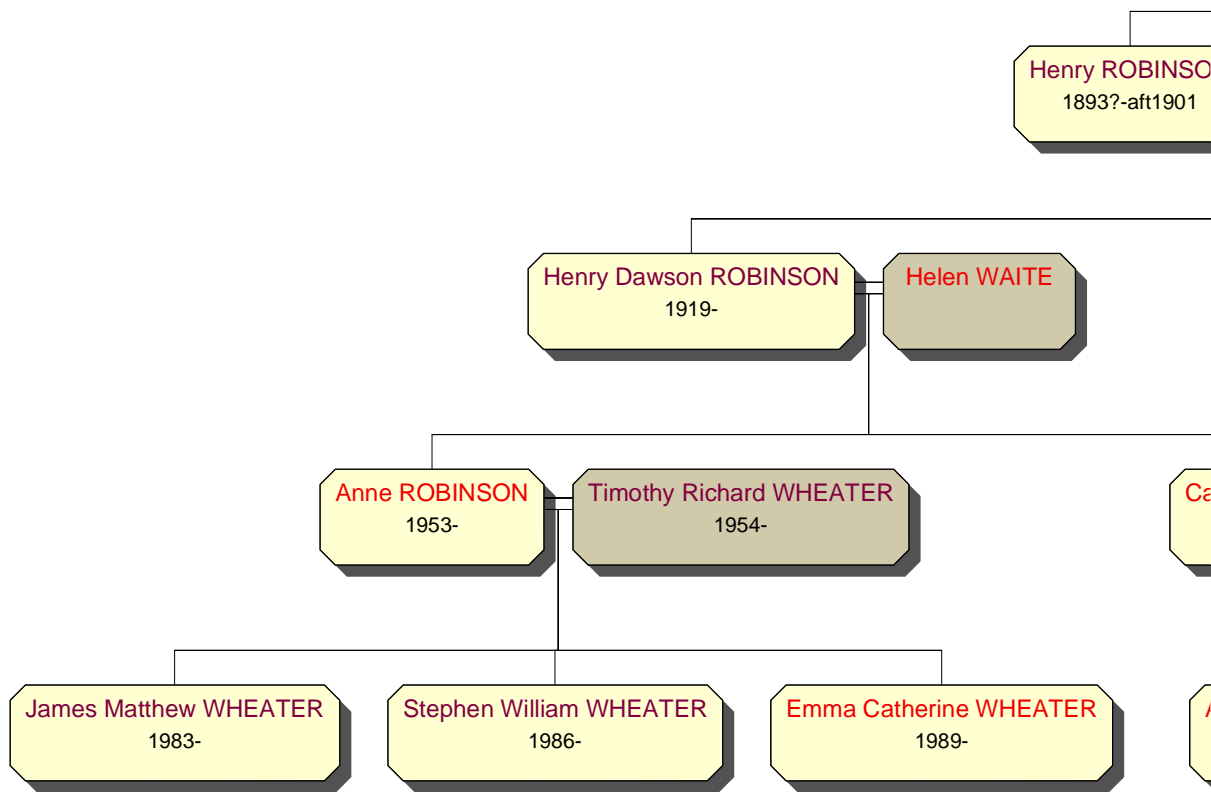 Henry ROBINSO
1893?-aft1901
Henry Dawson ROBINSON
1919-
Helen WAITE
Anne ROBINSON
1953-
Timothy Richard WHEATER
1954-
Ca
James Matthew WHEATER
1983-
Stephen William WHEATER
1986-
Emma Catherine WHEATER
1989-